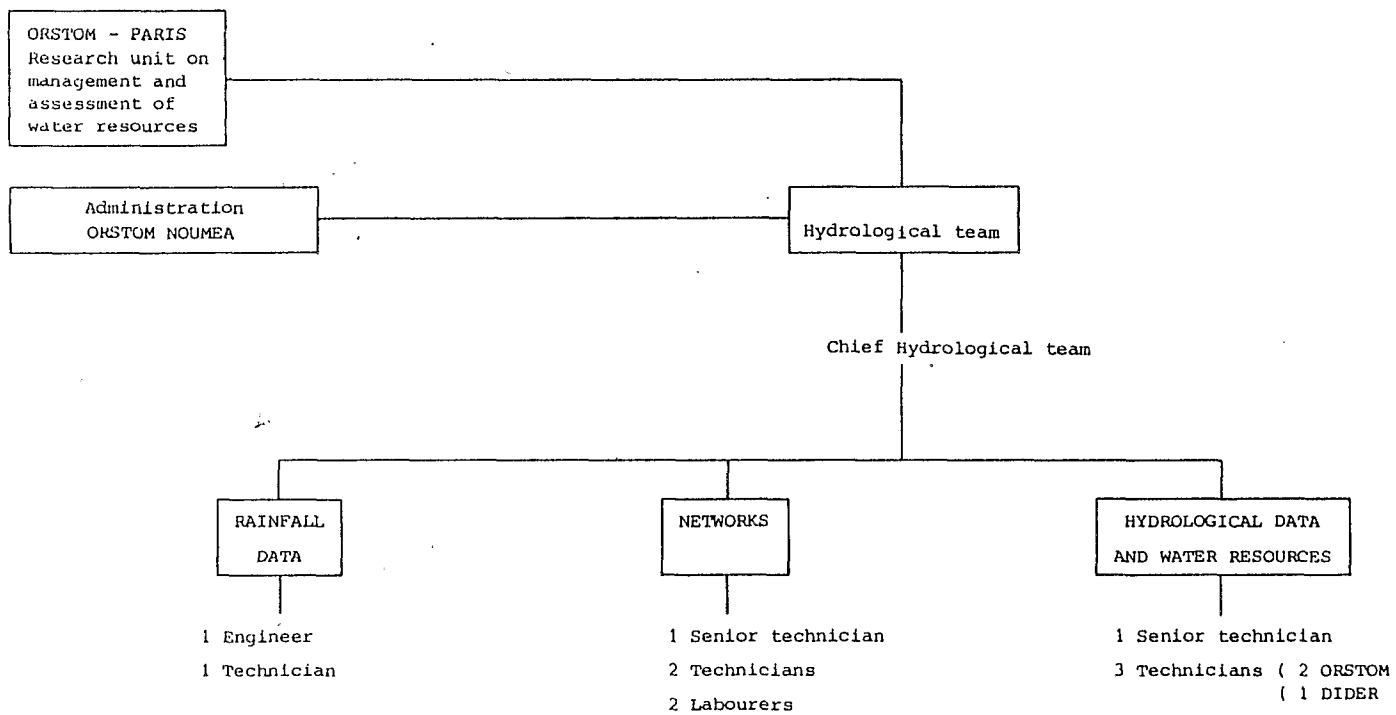 ORSTOM - PARIS
Research unit on
management and
assessment of
water resources
Administration
ORSTOM NOUMEA
Hydrological team
Chief Hydrological team
RAINFALL
DATA
1 Engineer
1 Technician
NETWORKS
1 Senior technician
2 Technicians
2 Labourers
HYDROLOGICAL DATA
AND WATER RESOURCES
1 Senior technician
3 Technicians ( 2 ORSTOM
( 1 DIDER